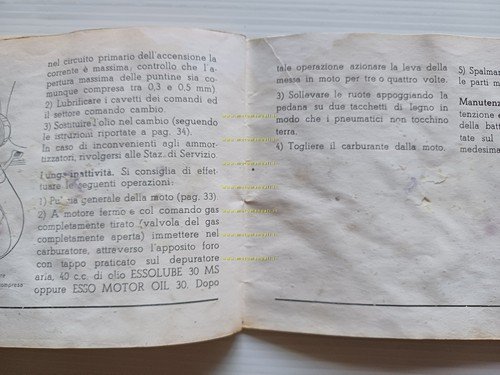 nel circuito primario dell'accensione la
corrente è massima; controllo che l'a-
pertura massima delle puntine sia co-
munque compresa tra 0,3 e 0,5 mm).
2) Lubrificare i cavetti dei comandi ed
il settore comando cambio.
3) Sostituire l'olio nel cambio (seguendo
le istruzioni riportate a pag. 34).
In caso di inconvenienti agli ammor-
tizzatori, rivolgersi alle Staz. di Servizio
Lunga inattività. Si consiglia di effet-
tuare le seguenti operazioni:
1) Pulizia generale della moto (pag. 33).
2) A motore fermo e col comando gas
completamente tirato (valvola del gas
completamente aperta) immettere nel
carburatore, attraverso l'apposito foro
con tappo praticato sul depuratore
aria, 40 c.c. di olio ESSOLUBE 30 MS
oppure ESSO MOTOR OIL 30. Dopo
tale operazione azionare la leva della
messa in moto per tre o quattro volte.
3) Sollavare le ruote appoggiando la
pedana su due tacchetti di legno in
modo che i pneumatici non tocchino
terra.
4) Togliere il carburante dalla moto.
5) Spalmar
le parti m
Manuten
tenzione e
della batt
tate sul
medesima